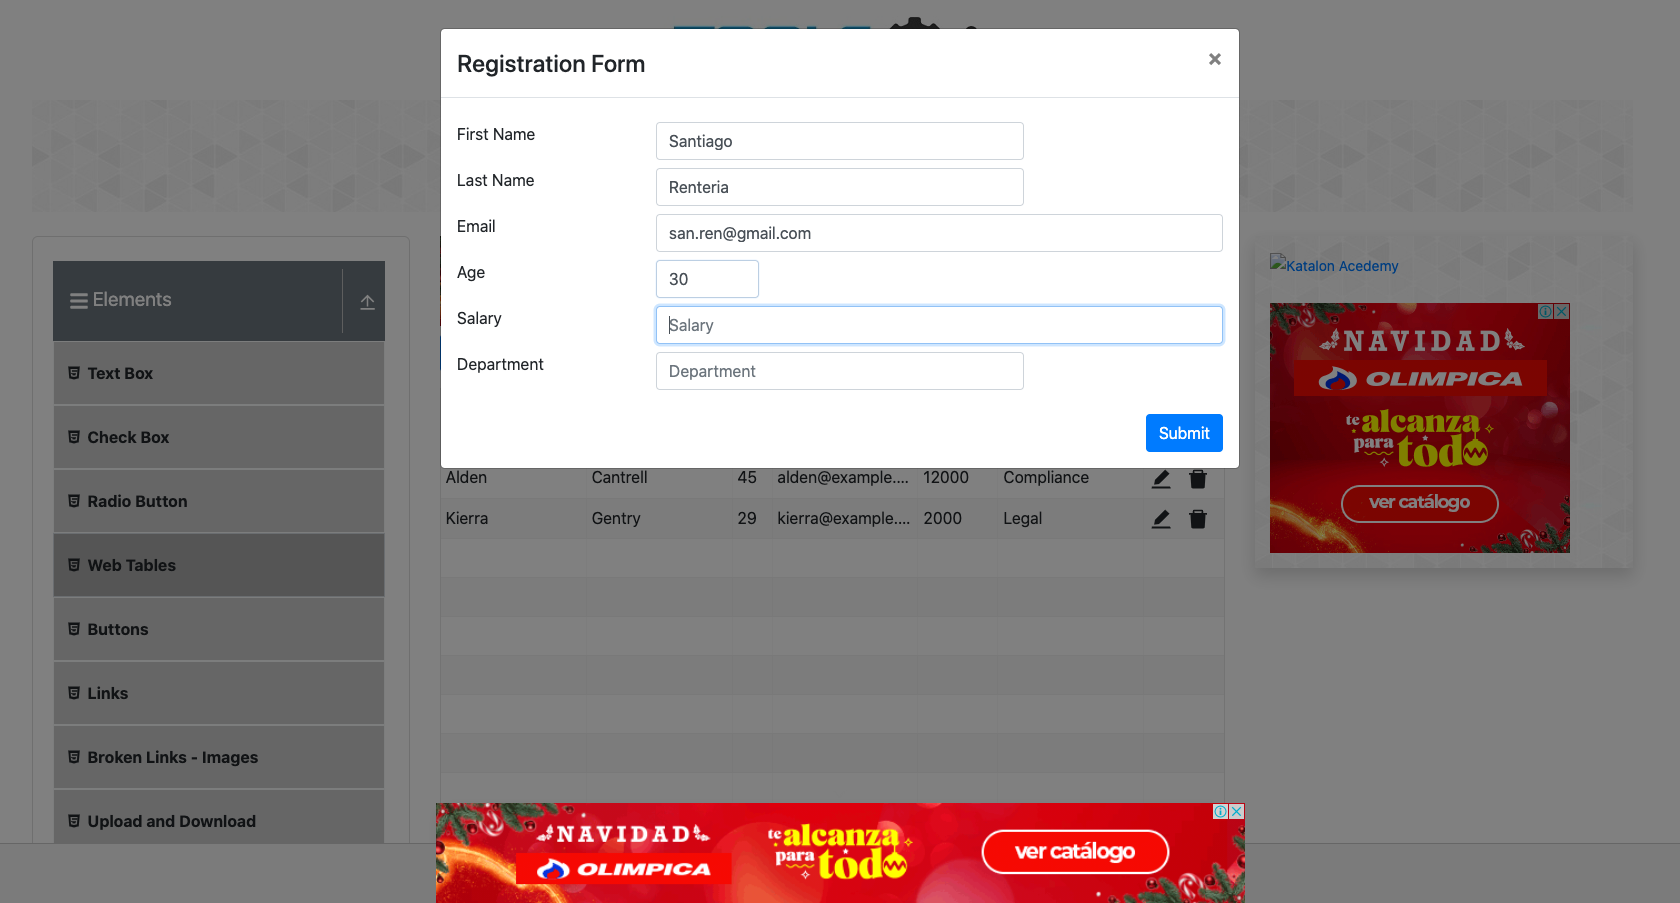 Registration Form
×
First Name
Santiago
Last Name
Renteria
Email
san.ren@gmail.com
Age
30
Salary
Salary
Department
Department
Submit
Elements
Text Box
Check Box
Radio Button
Web Tables
Buttons
Links
Broken Links - Images
Upload and Download
Alden Cantrell 45 alden@example.... 12000 Compliance
Kierra Gentry 29 kierra@example.... 2000 Legal
Katalon Acedemy
NAVIDAD
OLIMPICA
te alcanza
para todo
ver catálogo
NAVIDAD
OLIMPICA
te alcanza
para todo
ver catálogo